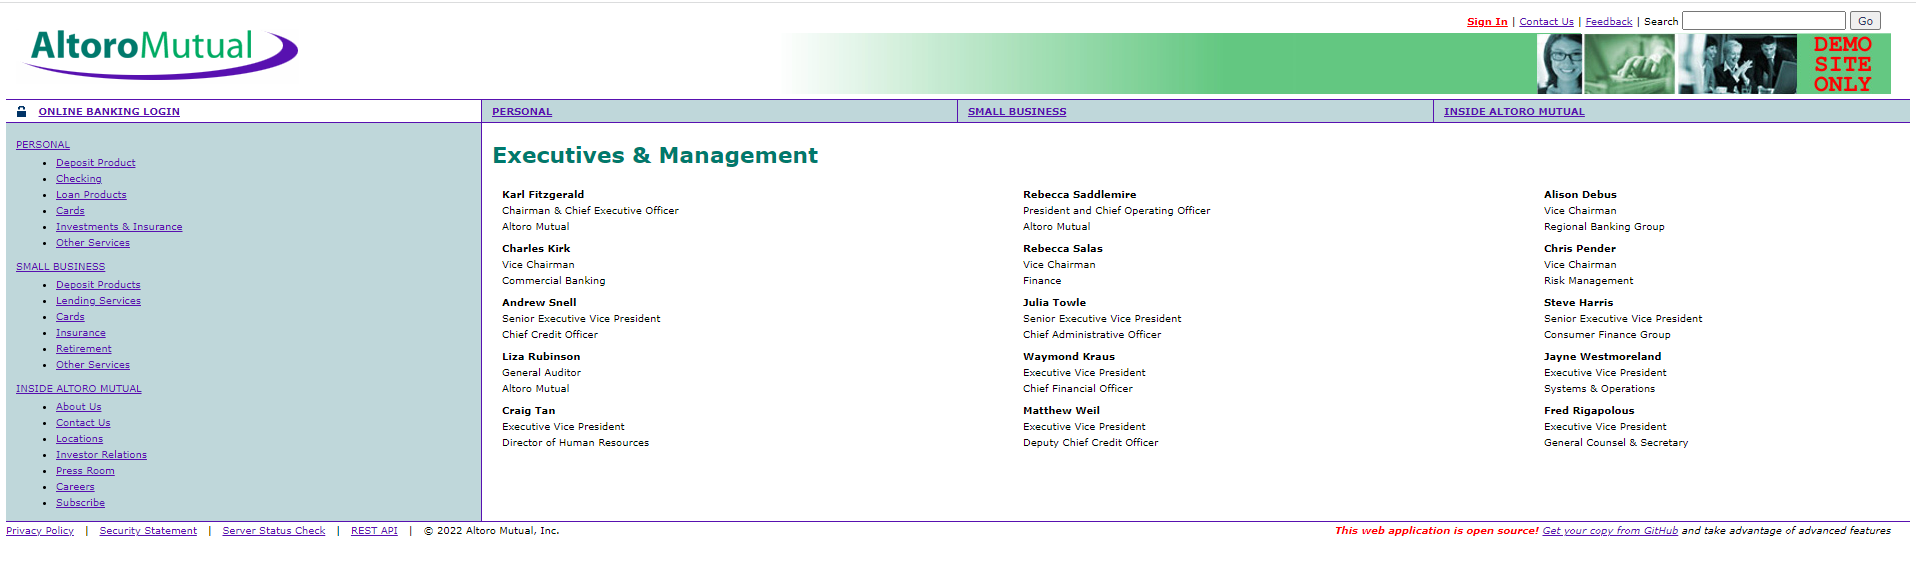 Sign In | Contact Us | Feedback | Search Go
AltoroMutual
DEMO
SITE
ONLY
ONLINE BANKING LOGIN
PERSONAL
SMALL BUSINESS
INSIDE ALTORO MUTUAL
PERSONAL
Deposit Product
Checking
Loan Products
Cards
Investments & Insurance
Other Services
SMALL BUSINESS
Deposit Products
Lending Services
Cards
Insurance
Retirement
Other Services
INSIDE ALTORO MUTUAL
About Us
Contact Us
Locations
Investor Relations
Press Room
Careers
Subscribe
Executives & Management
Karl Fitzgerald
Chairman & Chief Executive Officer
Altoro Mutual
Rebecca Saddlemire
President and Chief Operating Officer
Altoro Mutual
Alison Debus
Vice Chairman
Regional Banking Group
Charles Kirk
Vice Chairman
Commercial Banking
Rebecca Salas
Vice Chairman
Finance
Chris Pender
Vice Chairman
Risk Management
Andrew Snell
Senior Executive Vice President
Chief Credit Officer
Julia Towle
Senior Executive Vice President
Chief Administrative Officer
Steve Harris
Senior Executive Vice President
Consumer Finance Group
Liza Rubinson
General Auditor
Altoro Mutual
Waymond Kraus
Executive Vice President
Chief Financial Officer
Jayne Westmoreland
Executive Vice President
Systems & Operations
Craig Tan
Executive Vice President
Director of Human Resources
Matthew Weil
Executive Vice President
Deputy Chief Credit Officer
Fred Rigapolous
Executive Vice President
General Counsel & Secretary
Privacy Policy | Security Statement | Server Status Check | REST API | © 2022 Altoro Mutual, Inc.
This web application is open source! Get your copy from GitHub and take advantage of advanced features